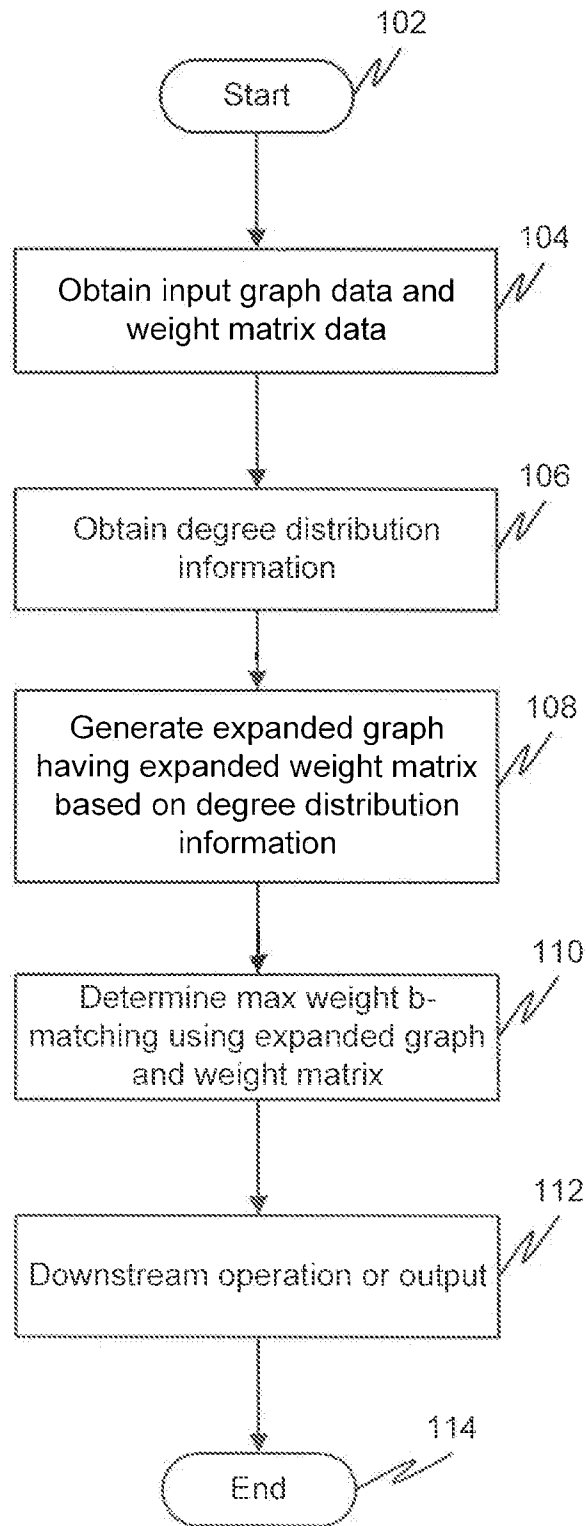 102
Start
104
Obtain input graph data and
weight matrix data
106
Obtain degree distribution
information
108
Generate expanded graph
having expanded weight matrix
based on degree distribution
information
110
Determine max weight b-
matching using expanded graph
and weight matrix
112
Downstream operation or output
114
End